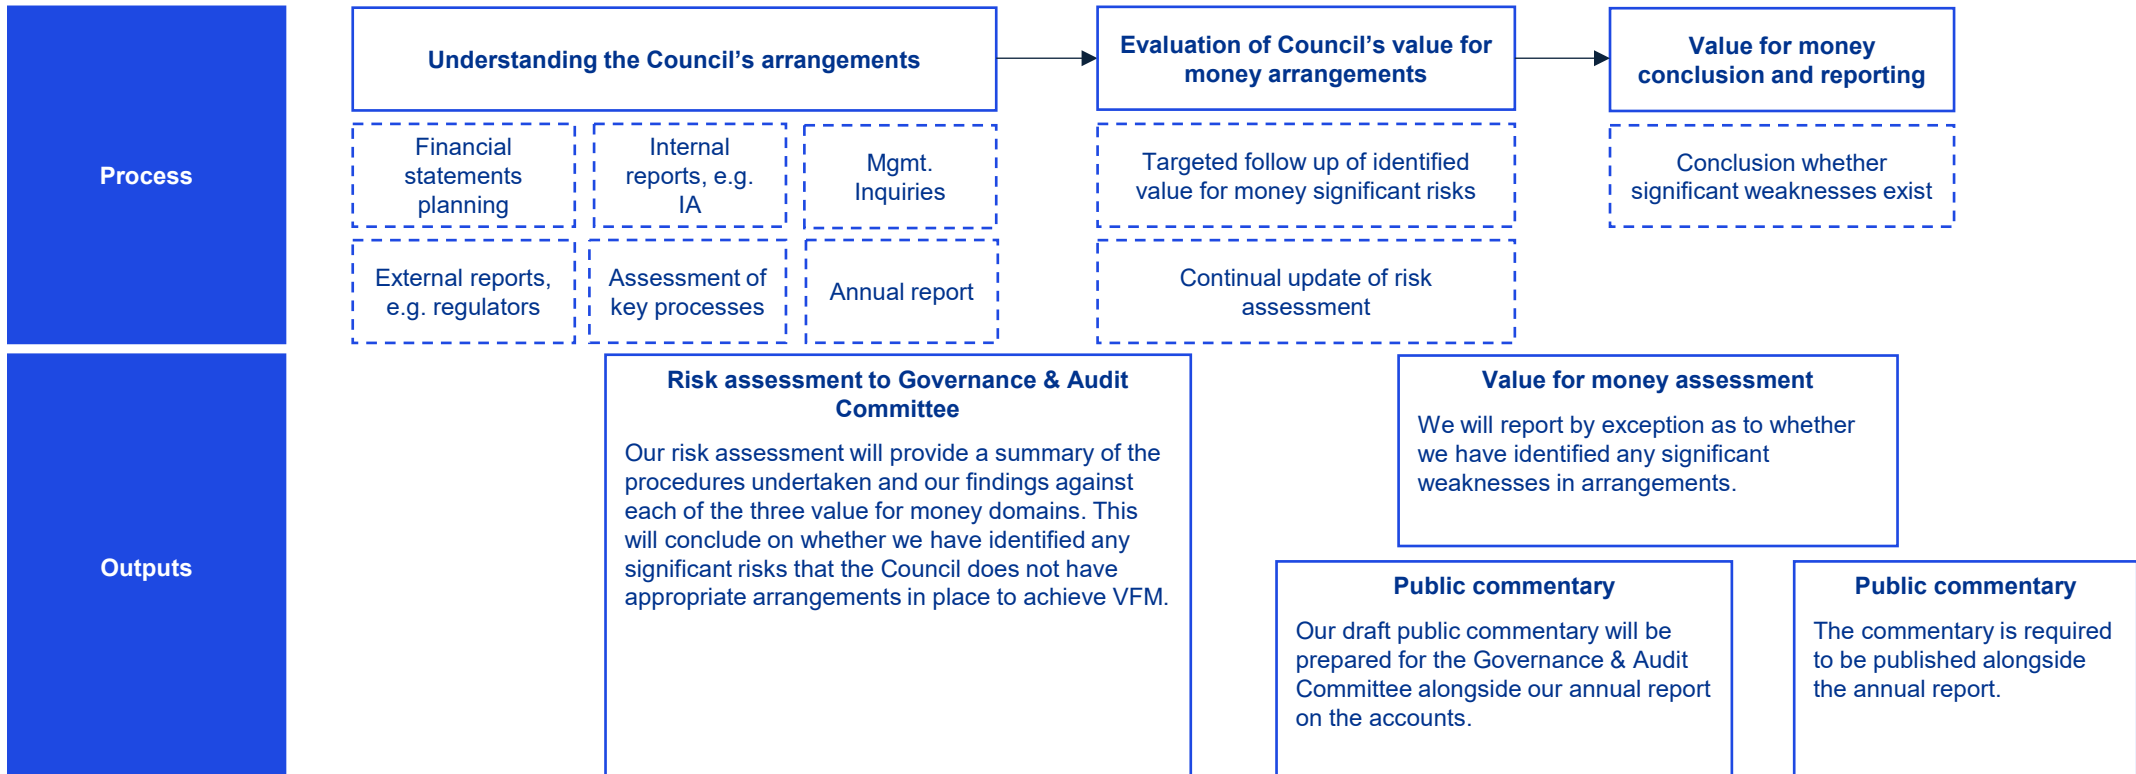 Process
Understanding the Council’s arrangements
Evaluation of Council’s value for
money arrangements
Value for money
conclusion and reporting
Financial
statements
planning
Internal
reports, e.g.
IA
Mgmt.
Inquiries
Targeted follow up of identified
value for money significant risks
Conclusion whether
significant weaknesses exist
External reports,
e.g. regulators
Assessment of
key processes
Annual report
Continual update of risk
assessment
Outputs
Risk assessment to Governance & Audit
Committee
Our risk assessment will provide a summary of the
procedures undertaken and our findings against
each of the three value for money domains. This
will conclude on whether we have identified any
significant risks that the Council does not have
appropriate arrangements in place to achieve VFM.
Value for money assessment
We will report by exception as to whether
we have identified any significant
weaknesses in arrangements.
Public commentary
Our draft public commentary will be
prepared for the Governance & Audit
Committee alongside our annual report
on the accounts.
Public commentary
The commentary is required
to be published alongside
the annual report.